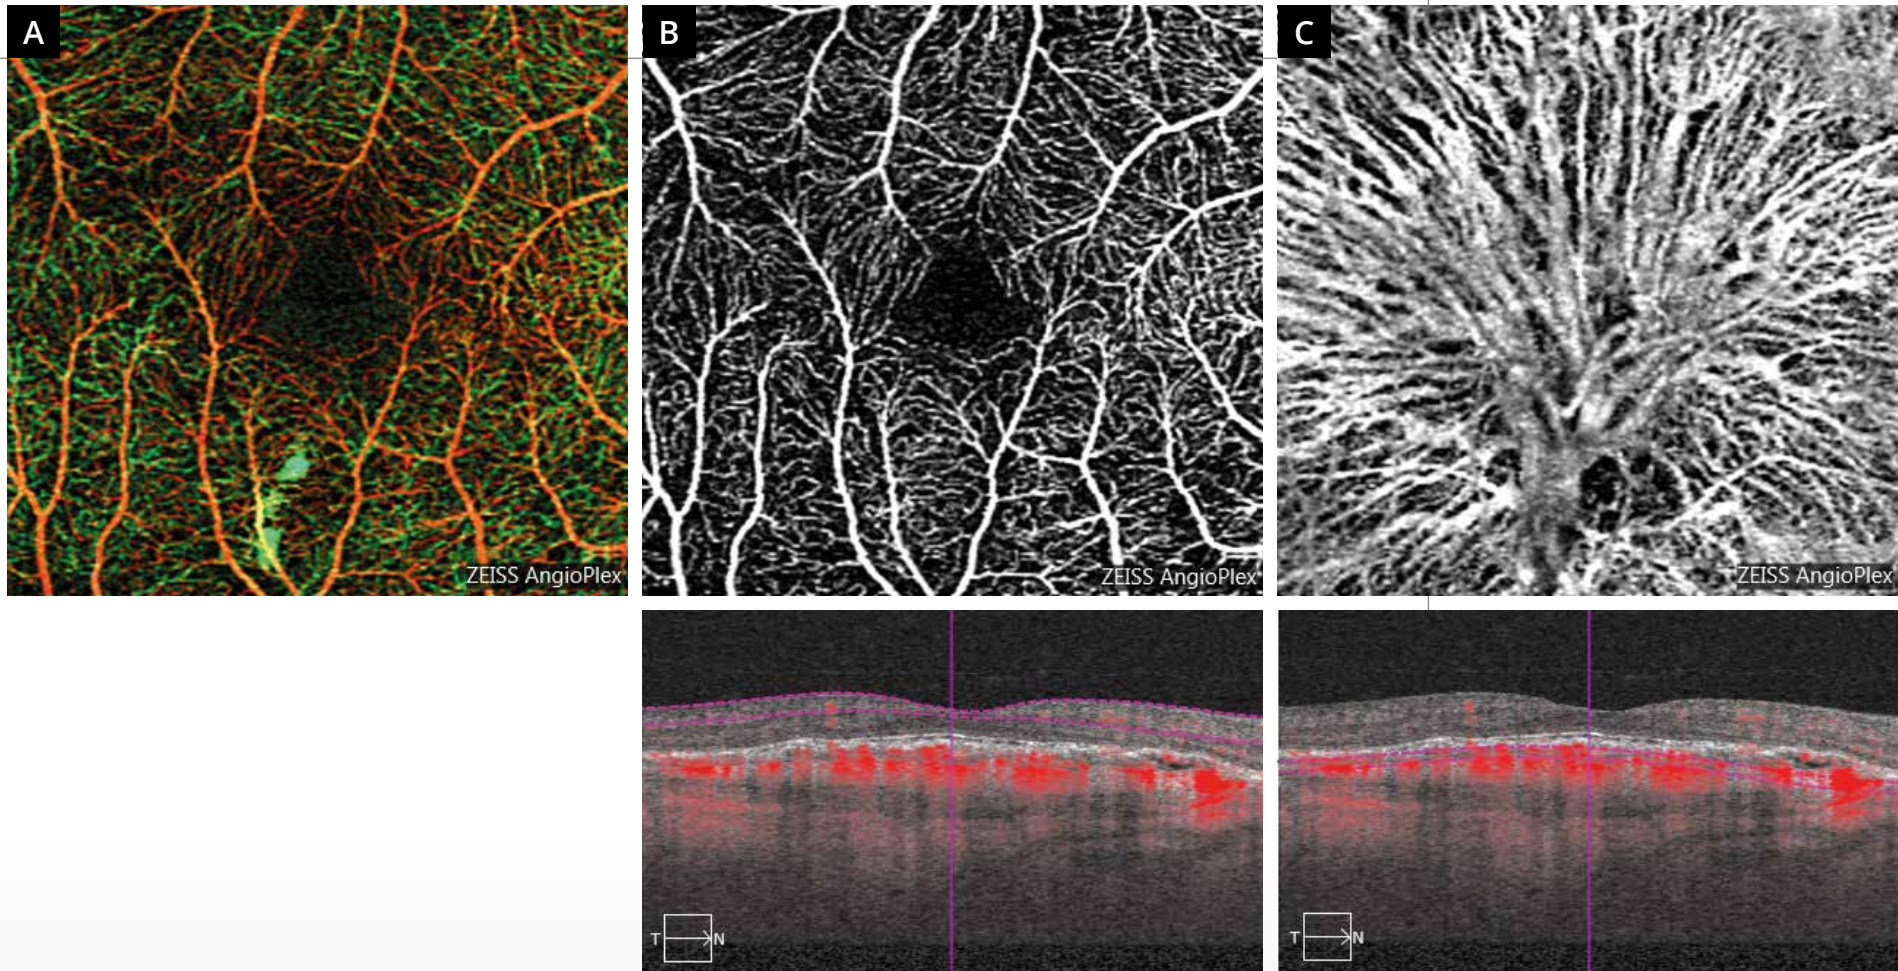 A
B
C
ZEISS AngioPlex
ZEISS AngioPlex
ZEISS AngioPlex
T N
T N